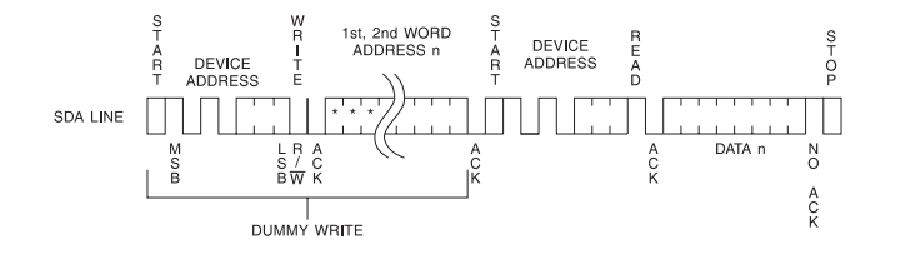 START
WRITE
START
READ
STOP
1st, 2nd WORD
ADDRESS n
DEVICE
ADDRESS
DEVICE
ADDRESS
SDA LINE
* * *
MSB
LSB
R/W
ACK
ACK
ACK
DATA n
NO ACK
DUMMY WRITE